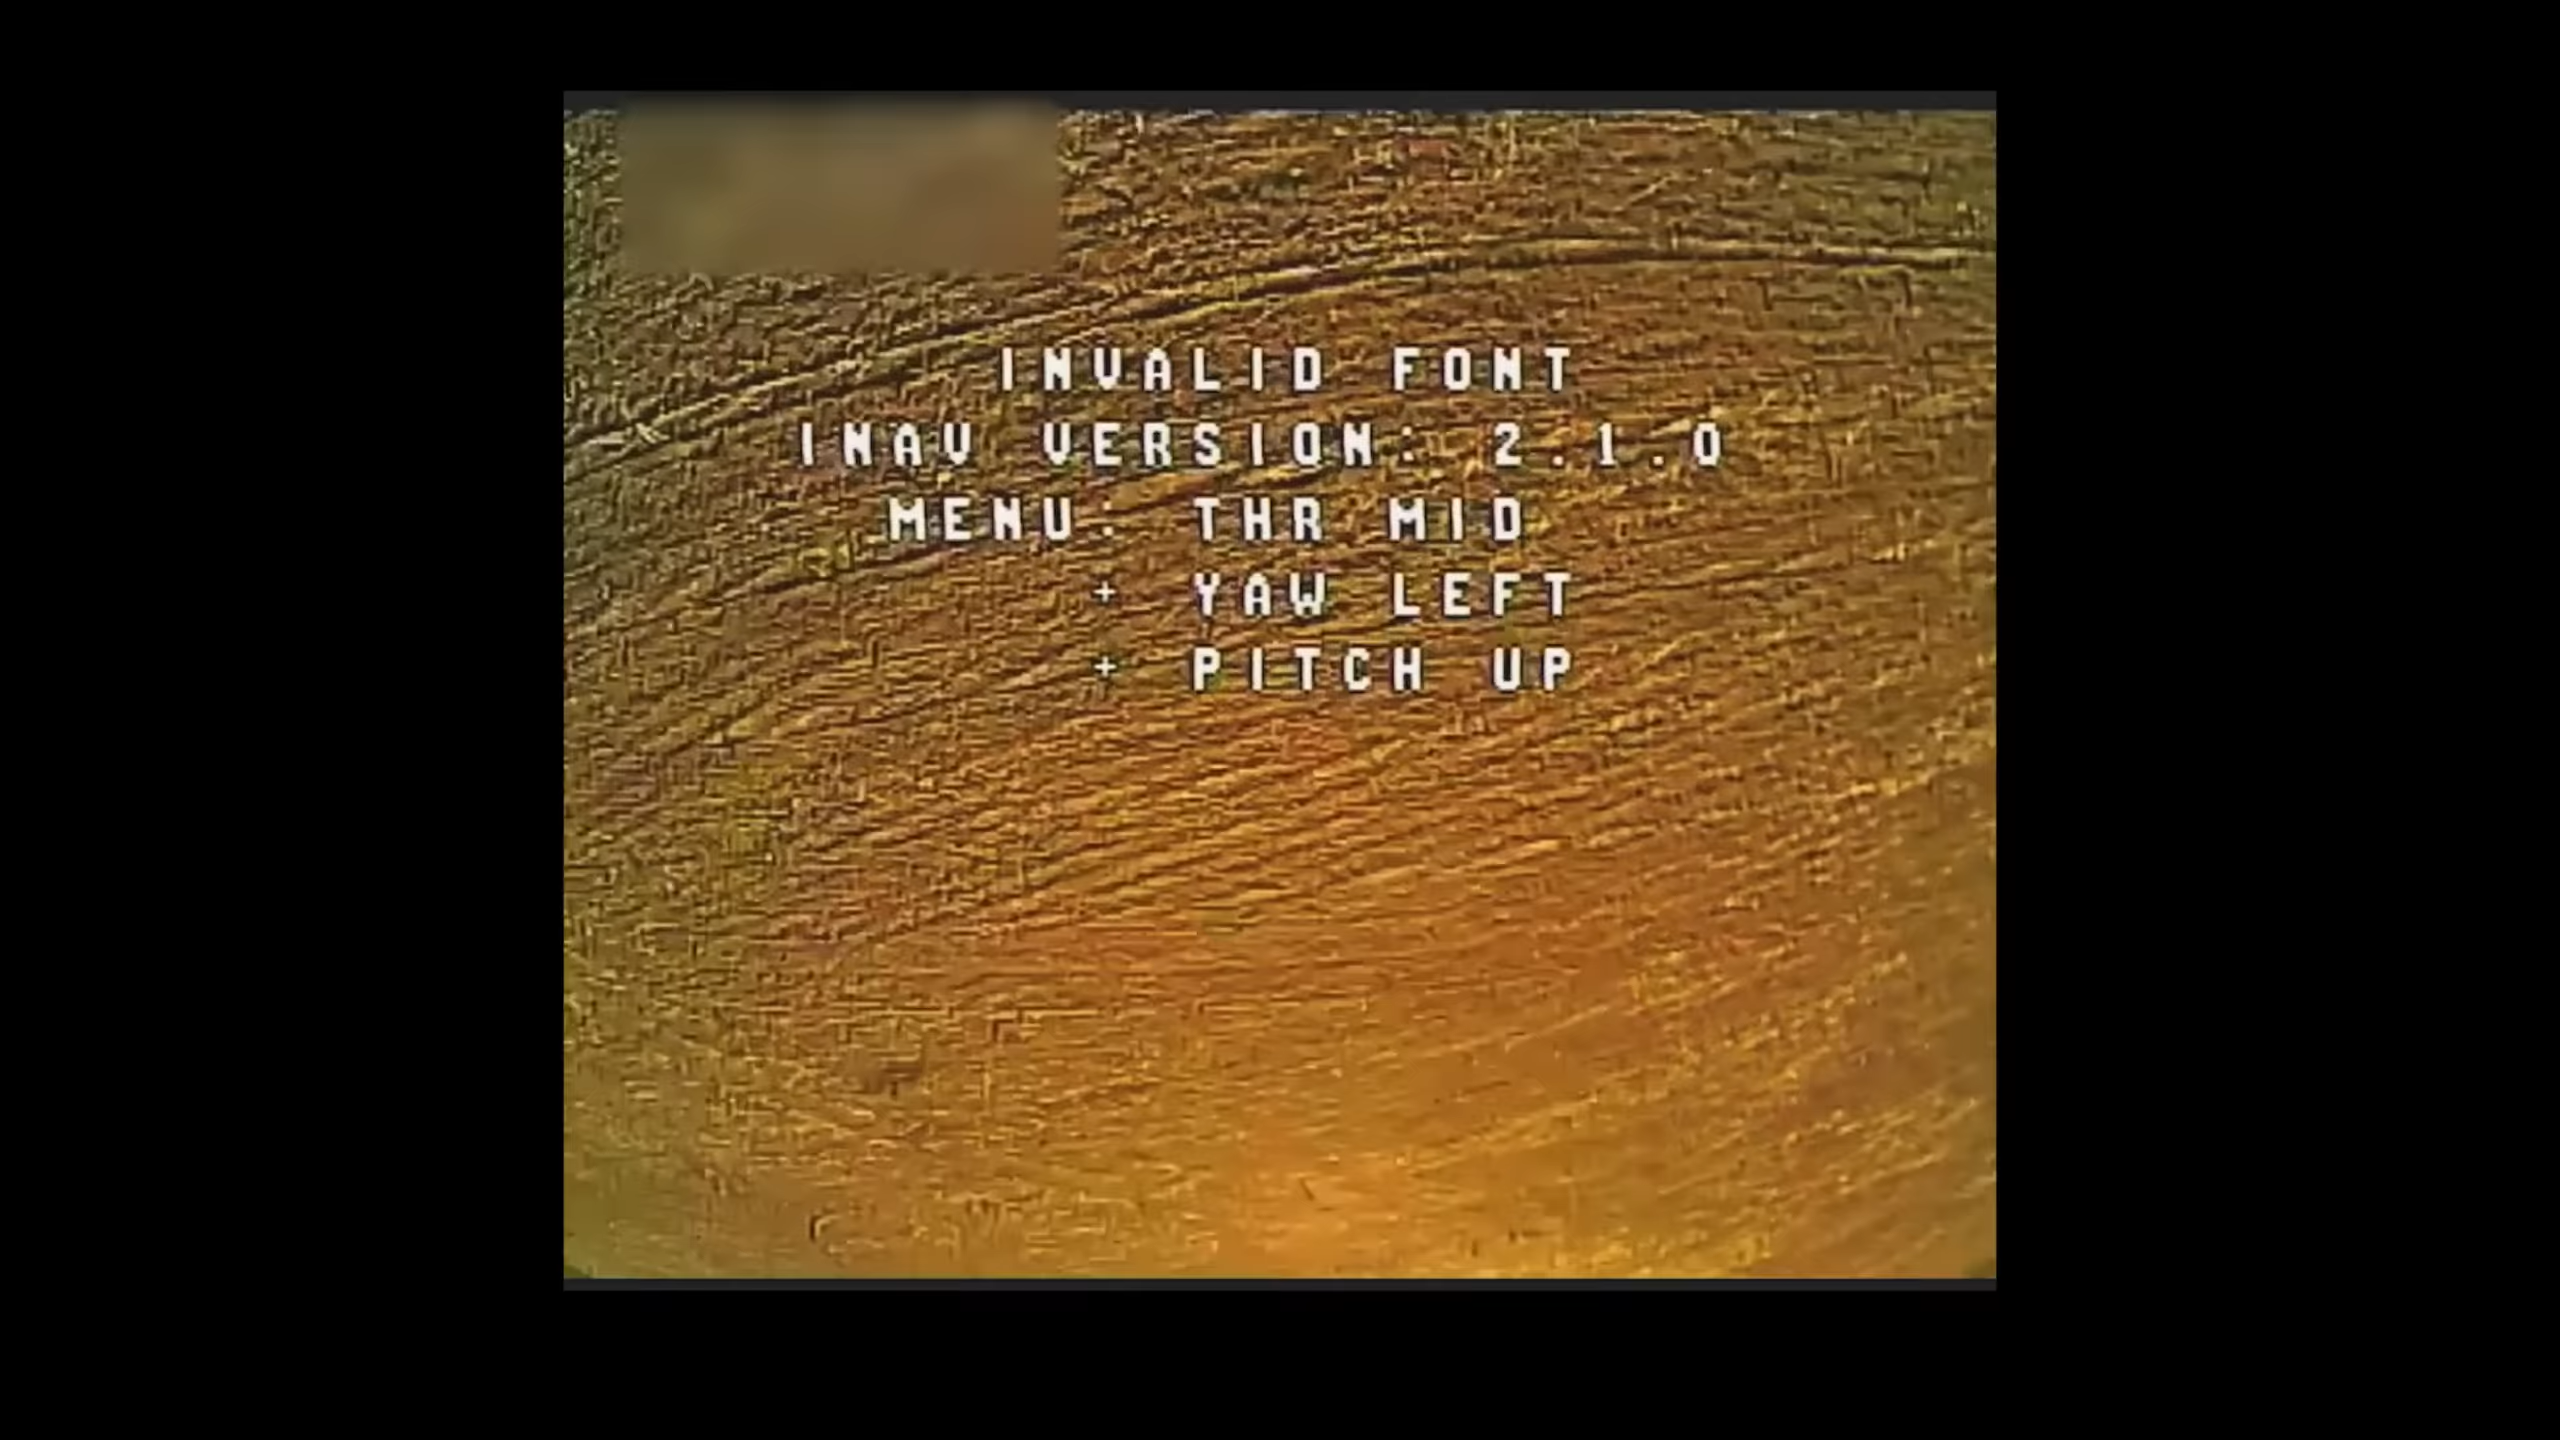 INVALID FONT
INAV VERSION: 2.1.0
MENU: THR MID
+ YAW LEFT
+ PITCH UP